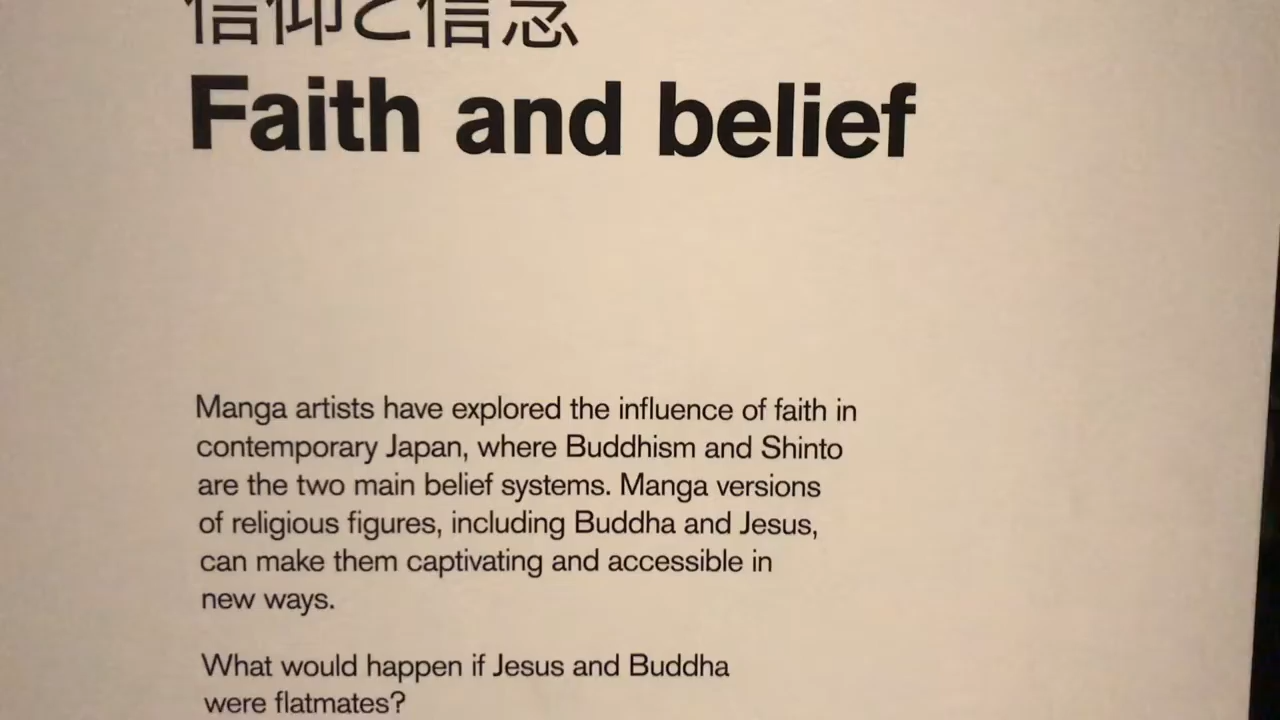 信仰と信念
Faith and belief
Manga artists have explored the influence of faith in
contemporary Japan, where Buddhism and Shinto
are the two main belief systems. Manga versions
of religious figures, including Buddha and Jesus,
can make them captivating and accessible in
new ways.
What would happen if Jesus and Buddha
were flatmates?